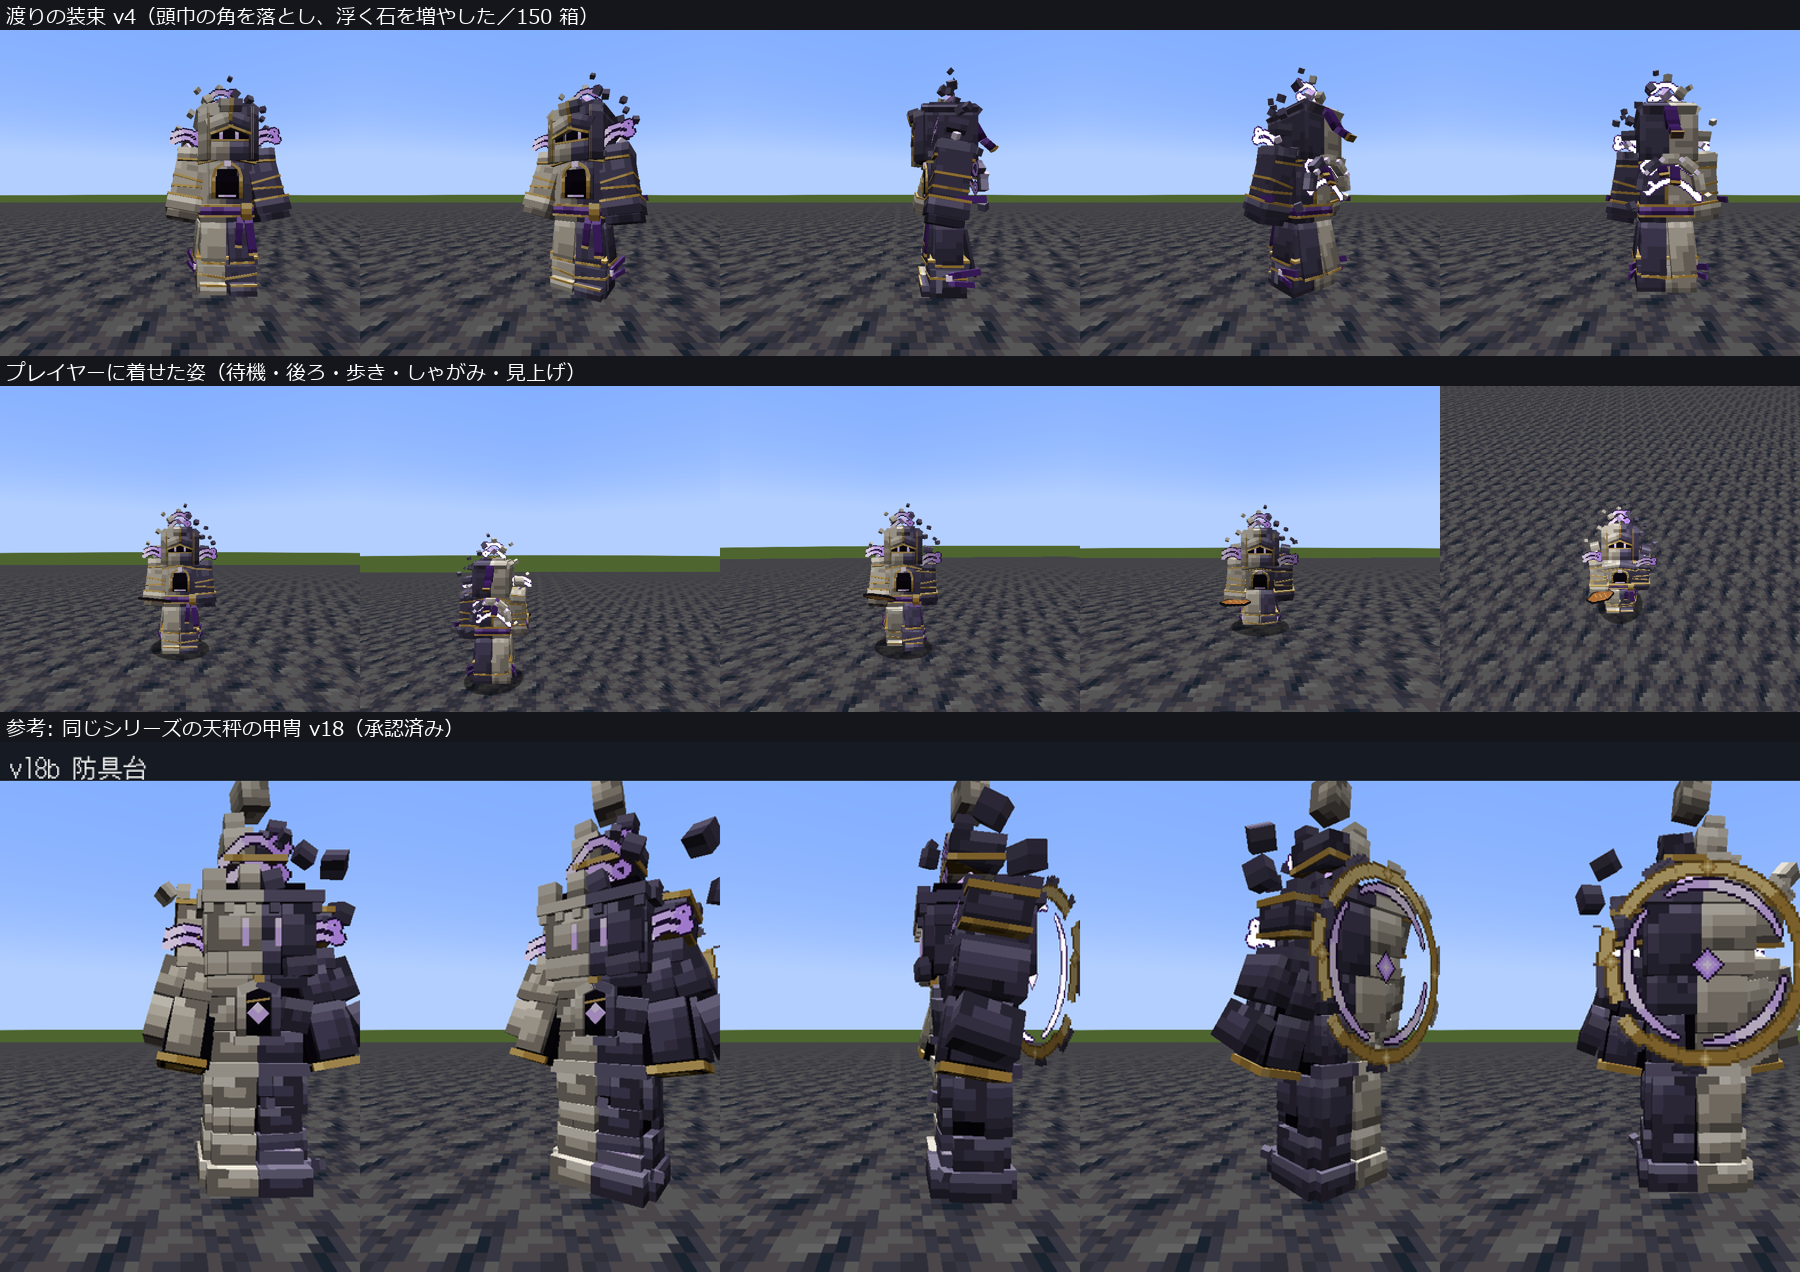 渡りの装束 v4（頭巾の角を落とし、浮く石を増やした／150 箱）
プレイヤーに着せた姿（待機・後ろ・歩き・しゃがみ・見上げ）
参考: 同じシリーズの天秤の甲冑 v18（承認済み）
v18b 防具台